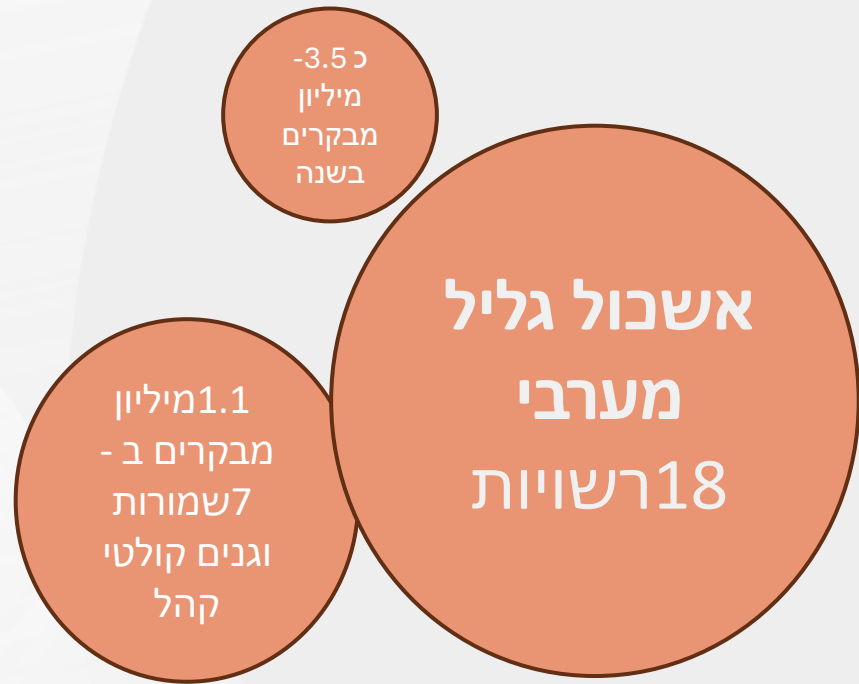 כ 3.5-
מיליון
מבקרים
בשנה
אשכול גליל
מערבי
18רשויות
1.1מיליון
מבקרים ב -
7שמורות
וגנים קולטי
קהל